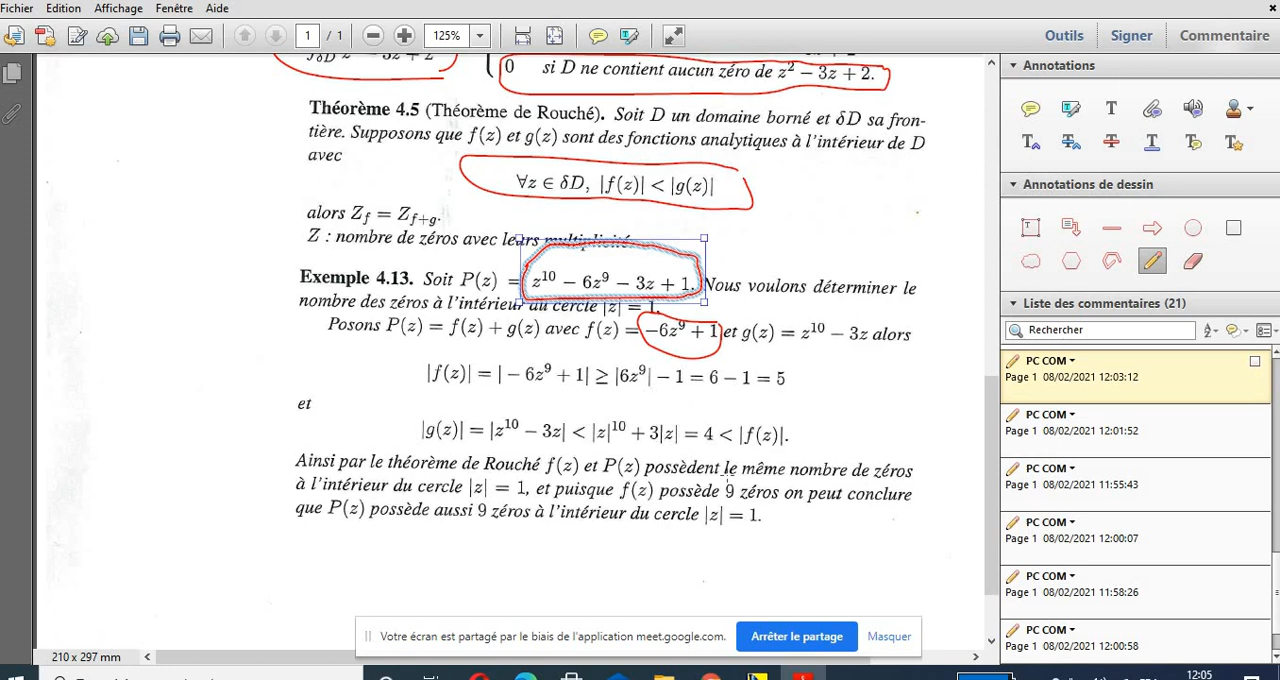 Fichier Edition Affichage Fenêtre Aide
1 / 1 125% Outils Signer Commentaire
0 si D ne contient aucun zéro de z² − 3z + 2.
Théorème 4.5 (Théorème de Rouché). Soit D un domaine borné et δD sa fron-
tière. Supposons que f(z) et g(z) sont des fonctions analytiques à l'intérieur de D
avec
∀z ∈ δD, |f(z)| < |g(z)|
alors Z_f = Z_{f+g}.
Z : nombre de zéros avec leurs multiplicité
Exemple 4.13. Soit P(z) = z¹⁰ − 6z⁹ − 3z + 1. Nous voulons déterminer le
nombre des zéros à l'intérieur du cercle |z| = 1.
Posons P(z) = f(z) + g(z) avec f(z) = −6z⁹ + 1 et g(z) = z¹⁰ − 3z alors
|f(z)| = | − 6z⁹ + 1| ≥ |6z⁹| − 1 = 6 − 1 = 5
et
|g(z)| = |z¹⁰ − 3z| < |z|¹⁰ + 3|z| = 4 < |f(z)|.
Ainsi par le théorème de Rouché f(z) et P(z) possèdent le même nombre de zéros
à l'intérieur du cercle |z| = 1, et puisque f(z) possède 9 zéros on peut conclure
que P(z) possède aussi 9 zéros à l'intérieur du cercle |z| = 1.
Votre écran est partagé par le biais de l'application meet.google.com. Arrêter le partage Masquer
210 x 297 mm
Annotations
Annotations de dessin
Liste des commentaires (21)
Rechercher
PC COM
Page 1 08/02/2021 12:03:12
PC COM
Page 1 08/02/2021 12:01:52
PC COM
Page 1 08/02/2021 11:55:43
PC COM
Page 1 08/02/2021 12:00:07
PC COM
Page 1 08/02/2021 11:58:26
PC COM
Page 1 08/02/2021 12:00:58
12:05